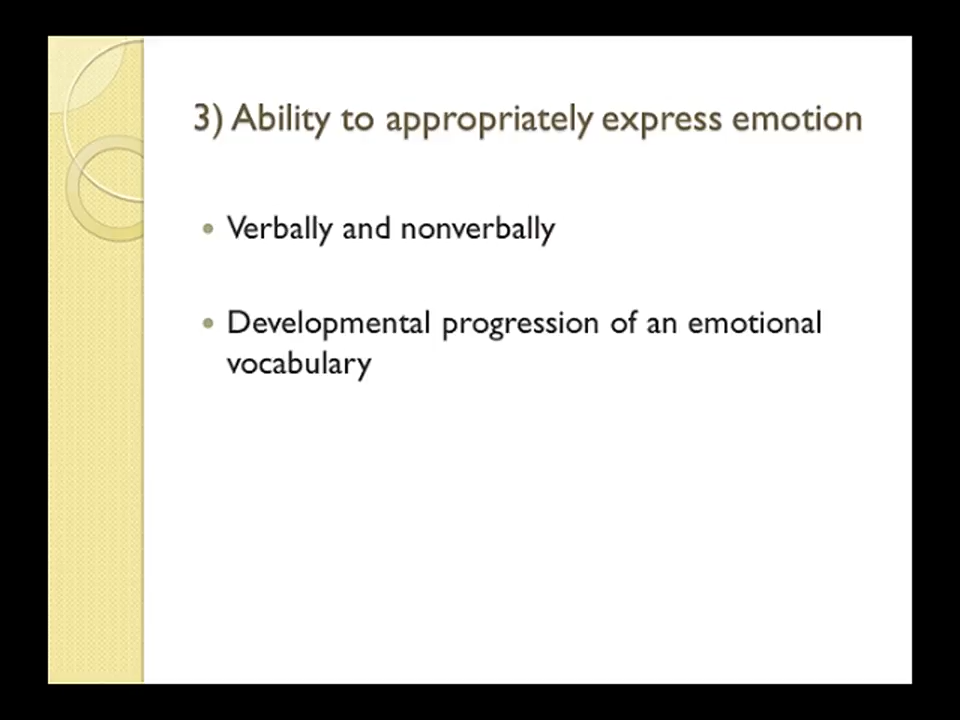 3) Ability to appropriately express emotion
• Verbally and nonverbally
• Developmental progression of an emotional
vocabulary